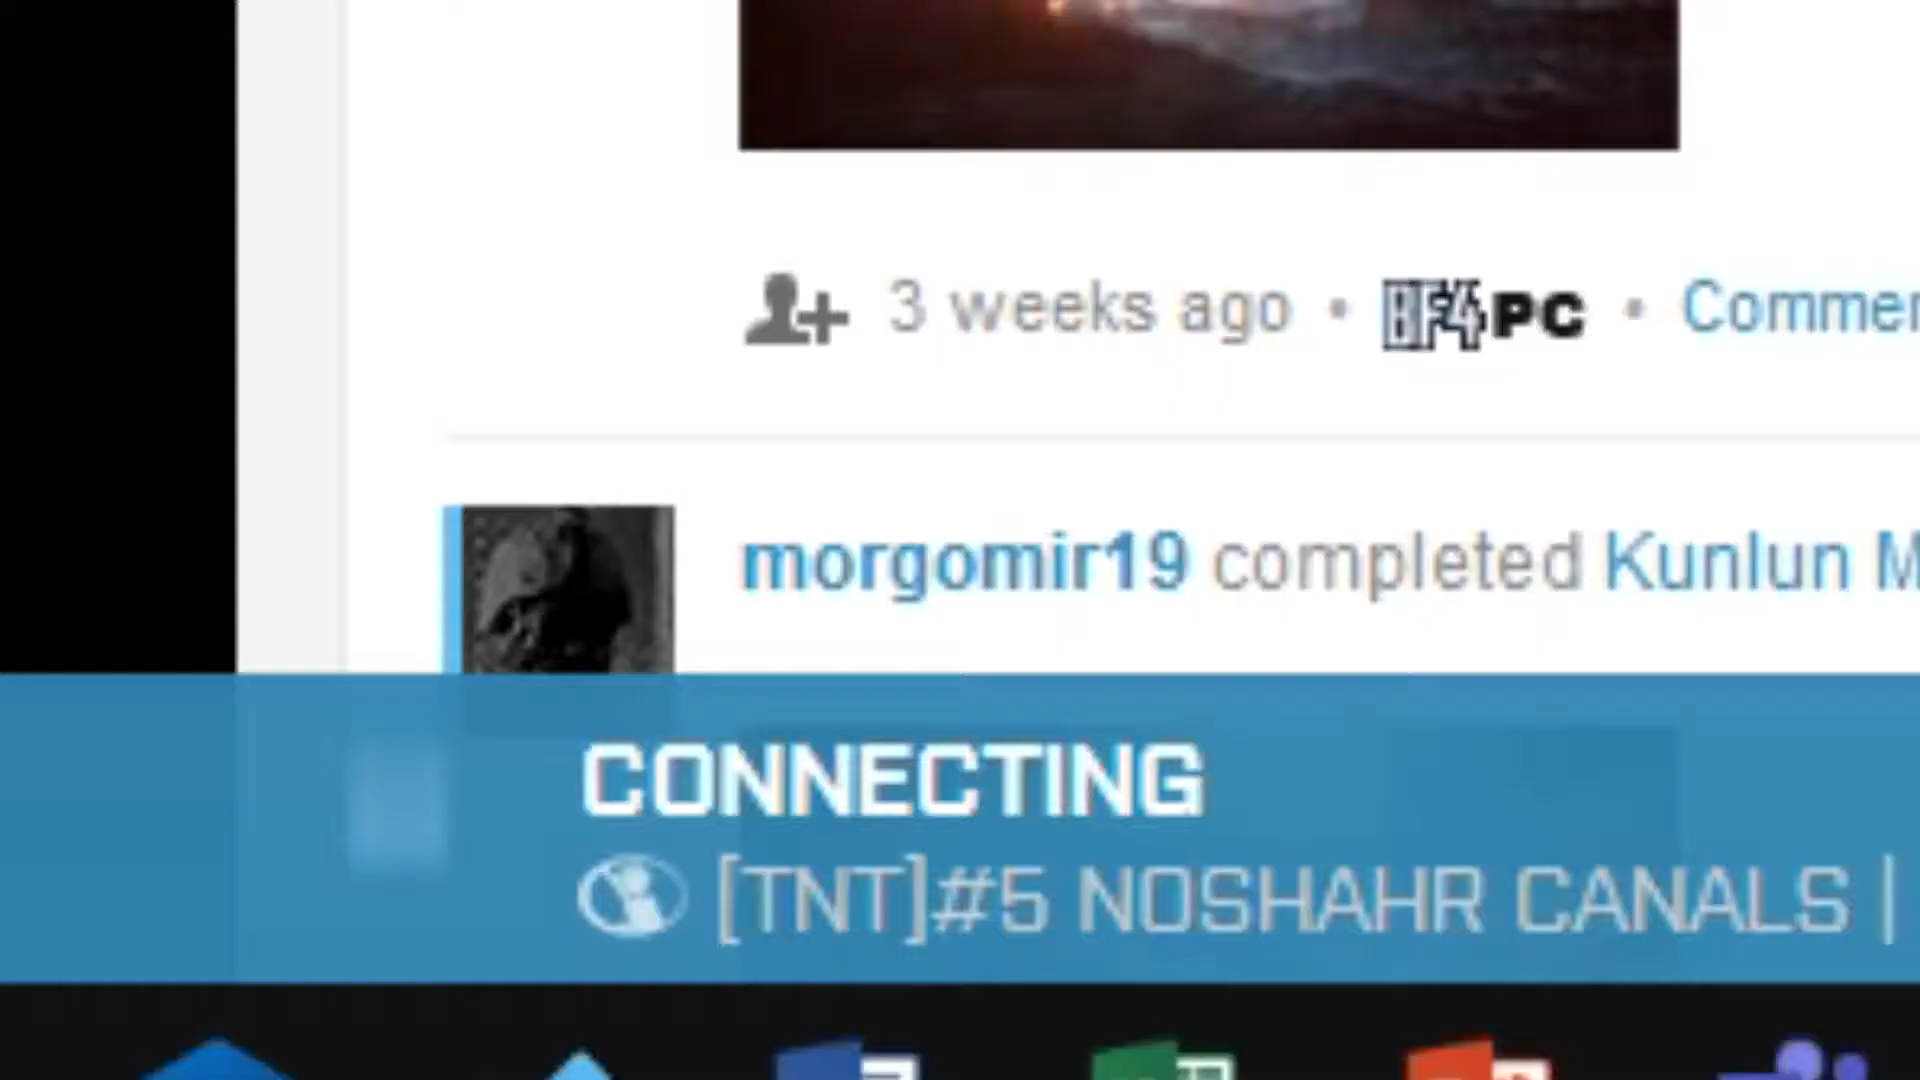 3 weeks ago • BF4 PC • Commen
morgomir19 completed Kunlun M
CONNECTING
[TNT]#5 NOSHAHR CANALS |